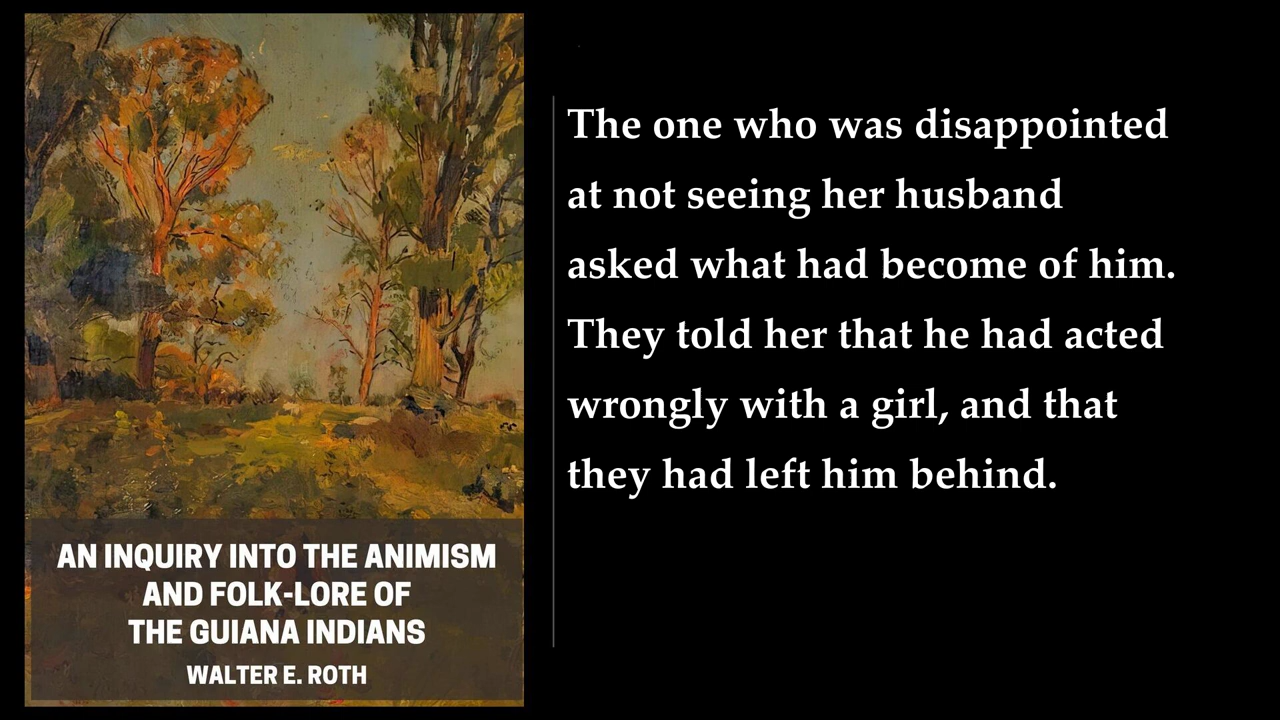 The one who was disappointed
at not seeing her husband
asked what had become of him.
They told her that he had acted
wrongly with a girl, and that
they had left him behind.
AN INQUIRY INTO THE ANIMISM
AND FOLK-LORE OF
THE GUIANA INDIANS
WALTER E. ROTH